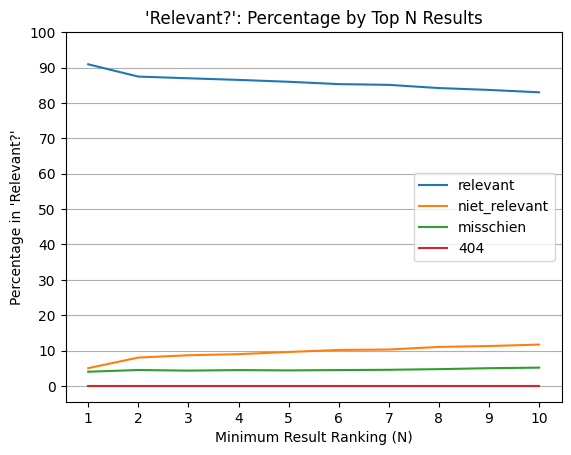 'Relevant?': Percentage by Top N Results
Percentage in 'Relevant?'
100
90
80
70
60
50
40
30
20
10
0
relevant
niet_relevant
misschien
404
1 2 3 4 5 6 7 8 9 10
Minimum Result Ranking (N)